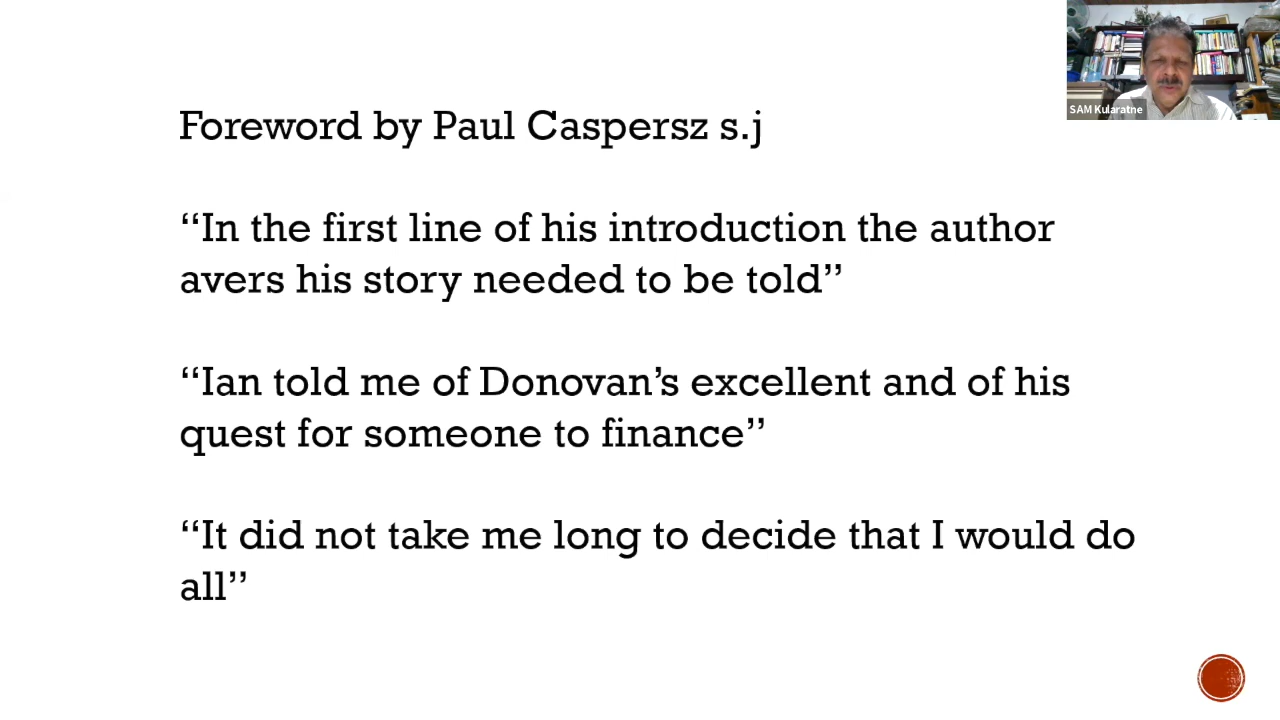 SAM Kularatne
Foreword by Paul Caspersz s.j
“In the first line of his introduction the author
avers his story needed to be told”
“Ian told me of Donovan’s excellent and of his
quest for someone to finance”
“It did not take me long to decide that I would do
all”